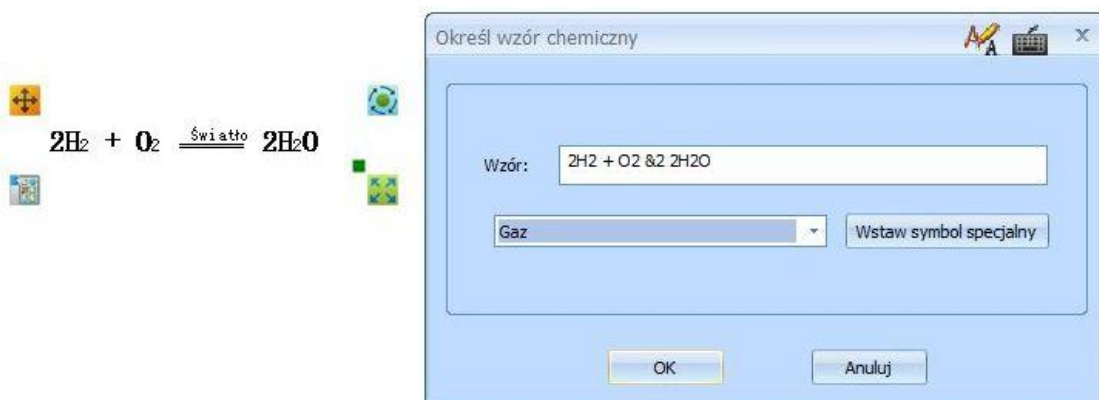 Określ wzór chemiczny
2H₂ + O₂ Światło 2H₂O
Wzór: 2H2 + O2 &2 2H2O
Gaz Wstaw symbol specjalny
OK Anuluj